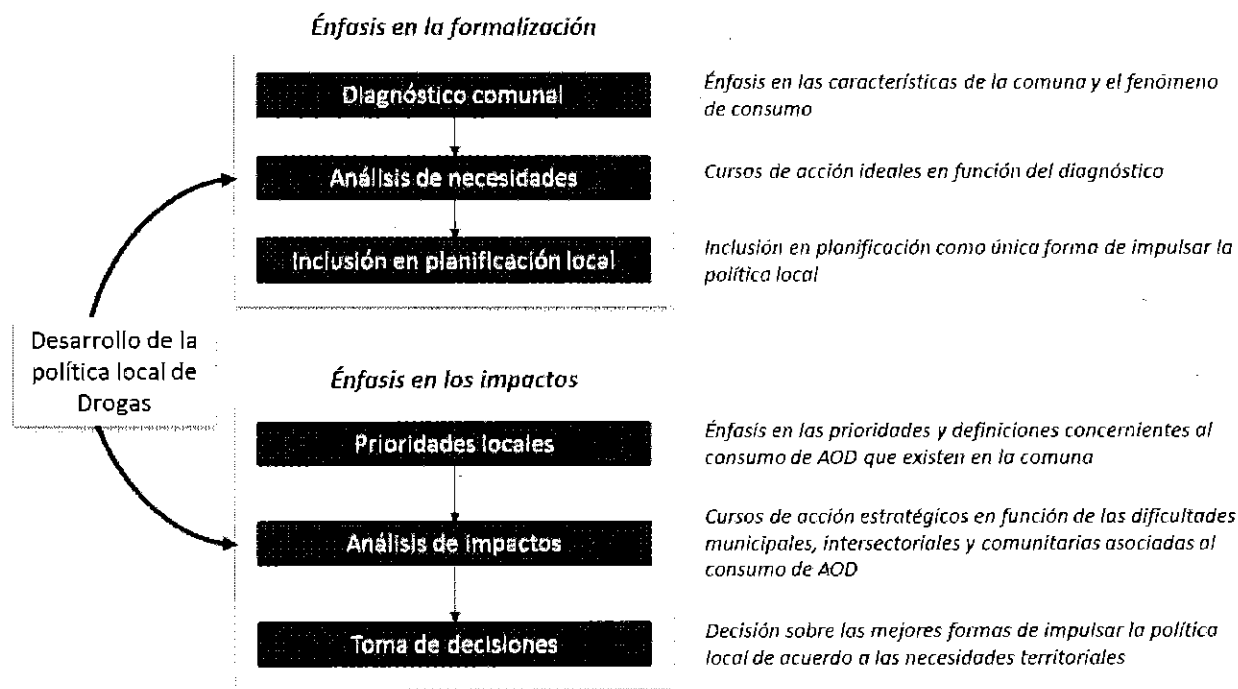 Énfasis en la formalización
Diagnóstico comunal
Énfasis en las características de la comuna y el fenómeno
de consumo
Análisis de necesidades
Cursos de acción ideales en función del diagnóstico
Inclusión en planificación local
Inclusión en planificación como única forma de impulsar la
política local
Desarrollo de la
política local de
Drogas
Énfasis en los impactos
Prioridades locales
Énfasis en las prioridades y definiciones concernientes al
consumo de AOD que existen en la comuna
Análisis de impactos
Cursos de acción estratégicos en función de las dificultades
municipales, intersectoriales y comunitarias asociadas al
consumo de AOD
Toma de decisiones
Decisión sobre las mejores formas de impulsar la política
local de acuerdo a las necesidades territoriales